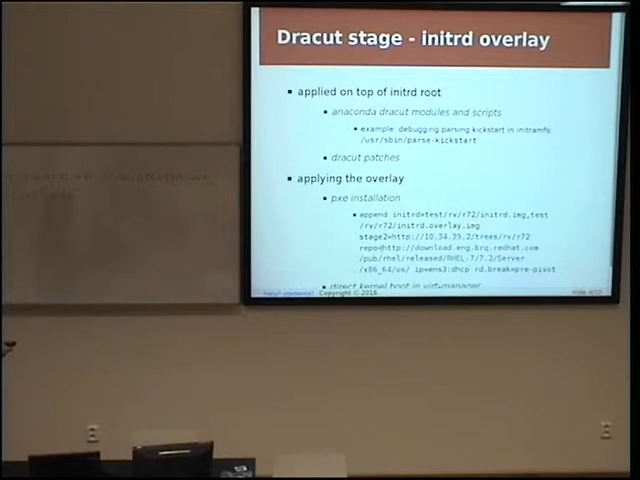 Dracut stage - initrd overlay
applied on top of initrd root
anaconda dracut modules and scripts
example: debugging parsing kickstart in initramfs:
/usr/sbin/parse-kickstart
dracut patches
applying the overlay
pxe installation
append initrd=test/rv/r72/initrd.img,test
/rv/r72/initrd.overlay.img
stage2=http://10.34.39.2/trees/rv/r72
repo=http://download.eng.brq.redhat.com
/pub/rhel/released/RHEL-7/7.2/Server
/x86_64/os/ ip=ens3:dhcp rd.break=pre-pivot
direct kernel boot in virt-manager
Copyright © 2016